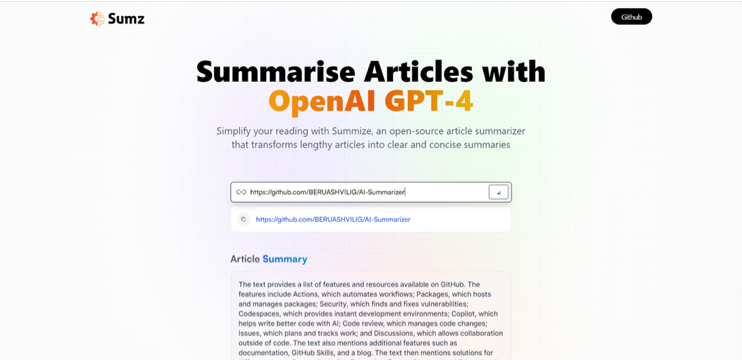 Sumz
Github
Summarise Articles with
OpenAI GPT-4
Simplify your reading with Summize, an open-source article summarizer
that transforms lengthy articles into clear and concise summaries
https://github.com/BERUASHVILIG/AI-Summarizer
https://github.com/BERUASHVILIG/AI-Summarizer
Article Summary
The text provides a list of features and resources available on GitHub. The
features include Actions, which automates workflows; Packages, which hosts
and manages packages; Security, which finds and fixes vulnerabilities;
Codespaces, which provides instant development environments; Copilot, which
helps write better code with AI; Code review, which manages code changes;
Issues, which plans and tracks work; and Discussions, which allows collaboration
outside of code. The text also mentions additional features such as
documentation, GitHub Skills, and a blog. The text then mentions solutions for